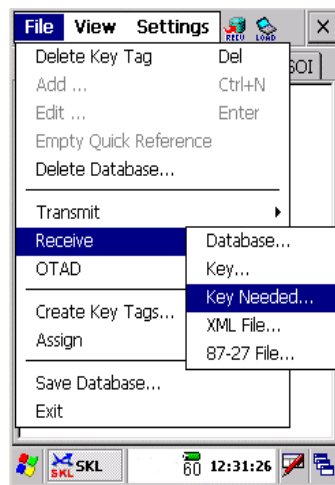 File View Settings RECV LOAD ×
Delete Key Tag Del
SOI
Add ... Ctrl+N
Edit ... Enter
Empty Quick Reference
Delete Database...
Transmit
Receive
Database...
OTAD
Key...
Key Needed...
Create Key Tags...
XML File...
Assign
87-27 File...
Save Database...
Exit
SKL SKL 60 12:31:26